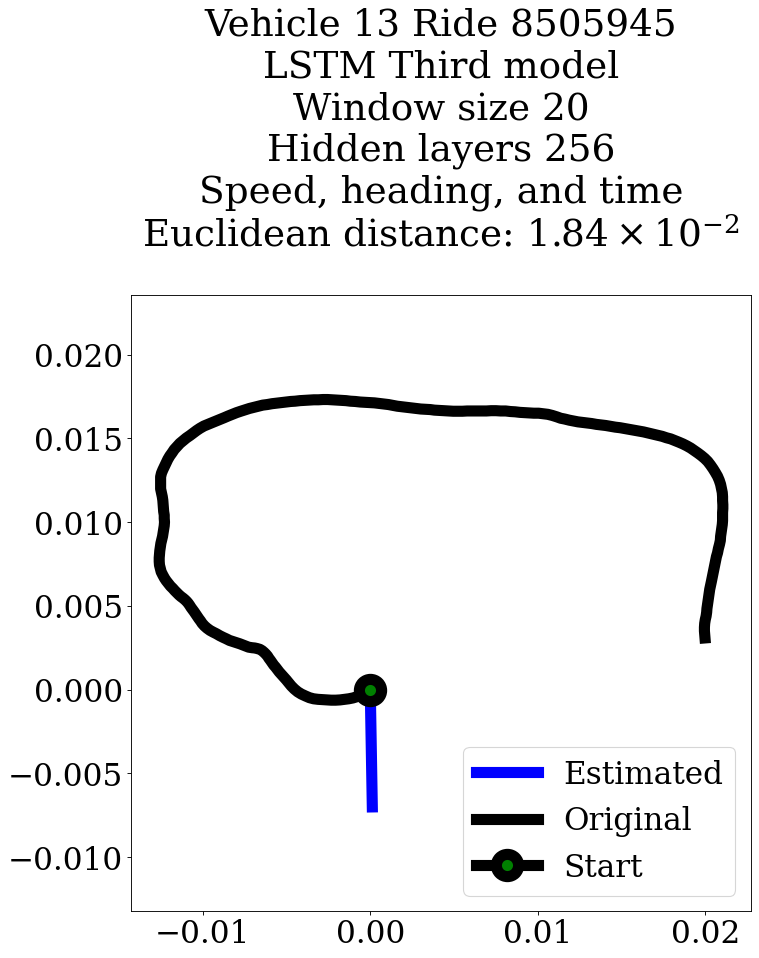 Vehicle 13 Ride 8505945
LSTM Third model
Window size 20
Hidden layers 256
Speed, heading, and time
Euclidean distance: 1.84 × 10⁻²
0.020
0.015
0.010
0.005
0.000
−0.005
−0.010
Estimated
Original
Start
−0.01 0.00 0.01 0.02